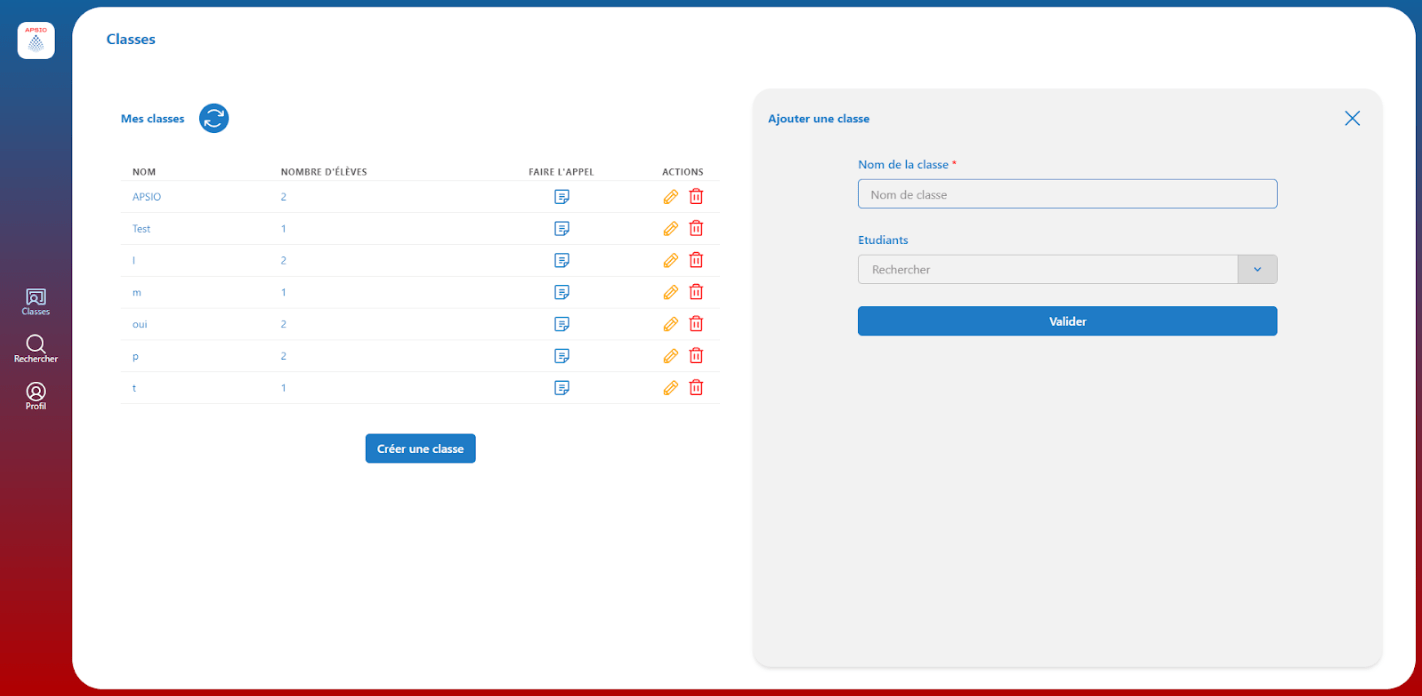 APSIO
Classes
Mes classes
NOM NOMBRE D'ÉLÈVES FAIRE L'APPEL ACTIONS
APSIO 2
Test 1
l 2
m 1
oui 2
p 2
t 1
Créer une classe
Ajouter une classe
Nom de la classe *
Nom de classe
Etudiants
Rechercher
Valider
Classes
Rechercher
Profil